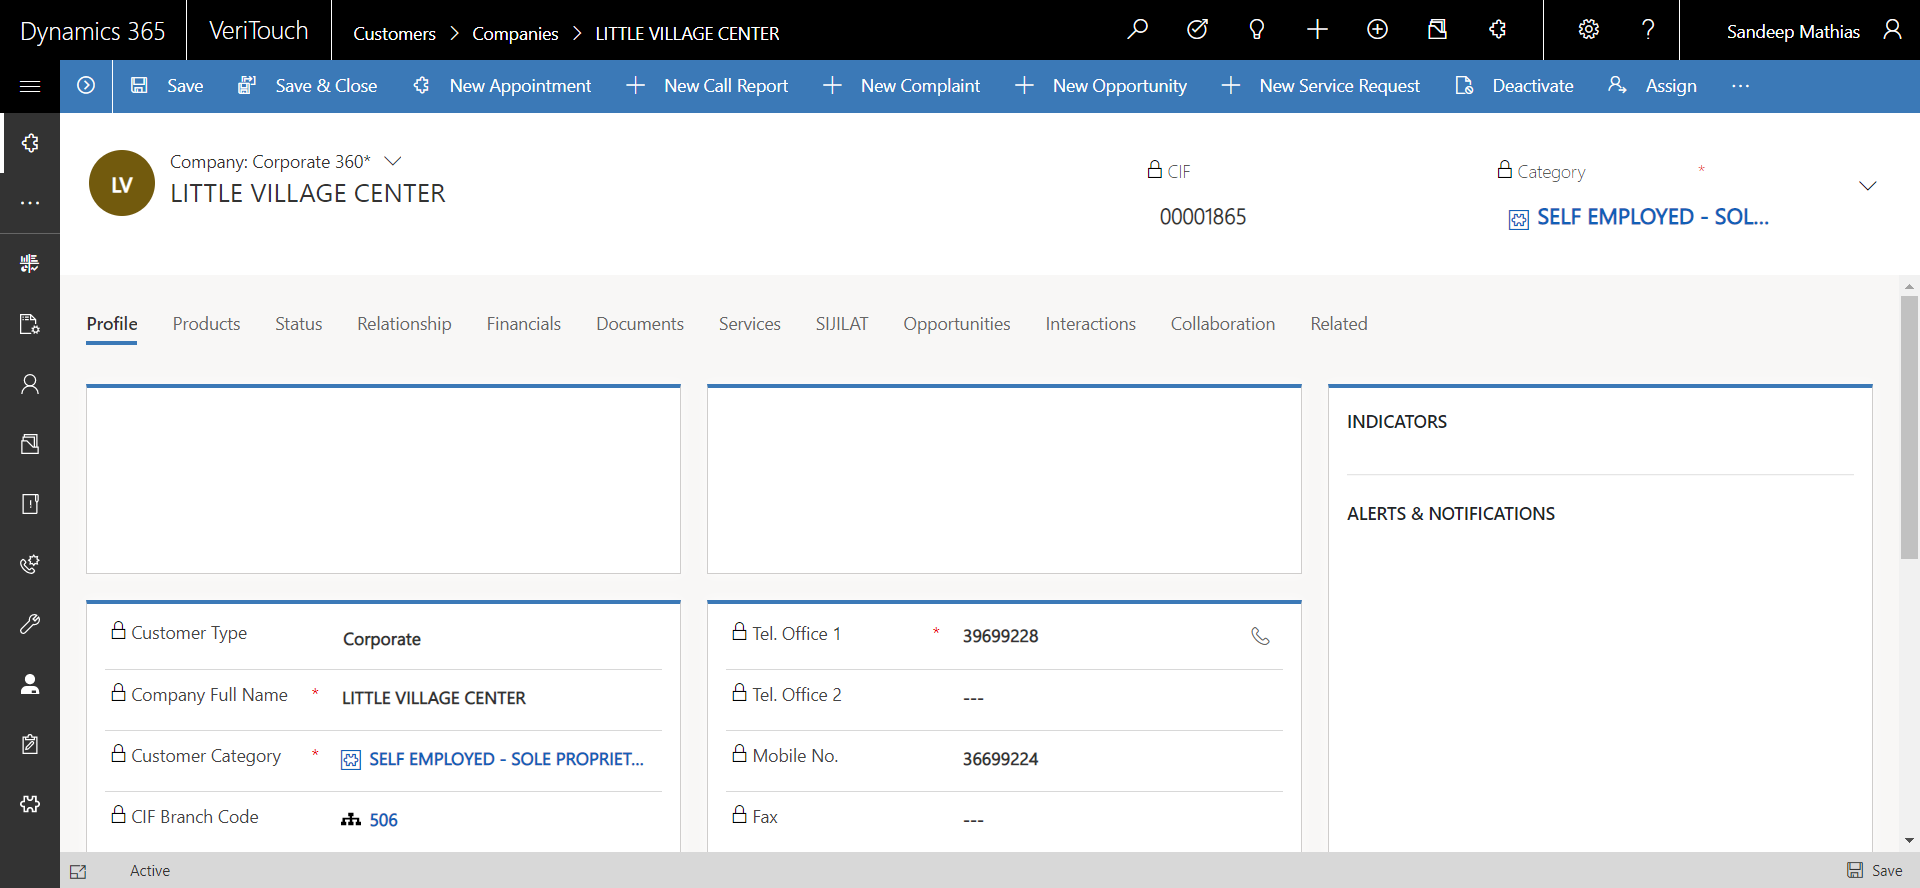 Dynamics 365
VeriTouch
Customers > Companies > LITTLE VILLAGE CENTER
Sandeep Mathias
Save
Save & Close
New Appointment
New Call Report
New Complaint
New Opportunity
New Service Request
Deactivate
Assign
...
LV
Company: Corporate 360*
LITTLE VILLAGE CENTER
CIF
00001865
Category *
SELF EMPLOYED - SOL...
Profile
Products
Status
Relationship
Financials
Documents
Services
SIJILAT
Opportunities
Interactions
Collaboration
Related
INDICATORS
ALERTS & NOTIFICATIONS
Customer Type Corporate
Company Full Name * LITTLE VILLAGE CENTER
Customer Category * SELF EMPLOYED - SOLE PROPRIET...
CIF Branch Code 506
Tel. Office 1 * 39699228
Tel. Office 2 ---
Mobile No. 36699224
Fax ---
Active
Save